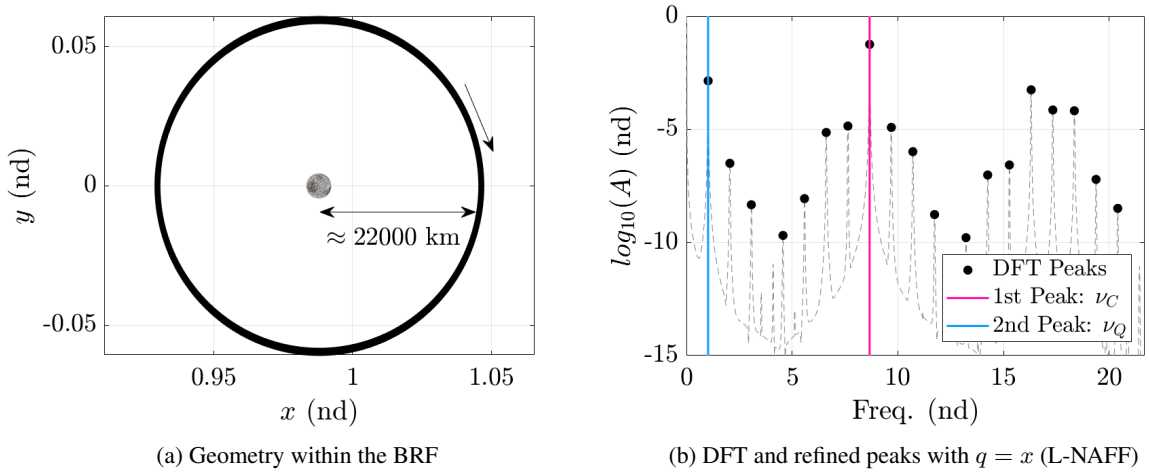 0.05
0
-0.05
y (nd)
≈ 22000 km
0.95
1
1.05
x (nd)
(a) Geometry within the BRF
0
-5
-10
-15
log₁₀(A) (nd)
DFT Peaks
1st Peak: ν_C
2nd Peak: ν_Q
0
5
10
15
20
Freq. (nd)
(b) DFT and refined peaks with q = x (L-NAFF)